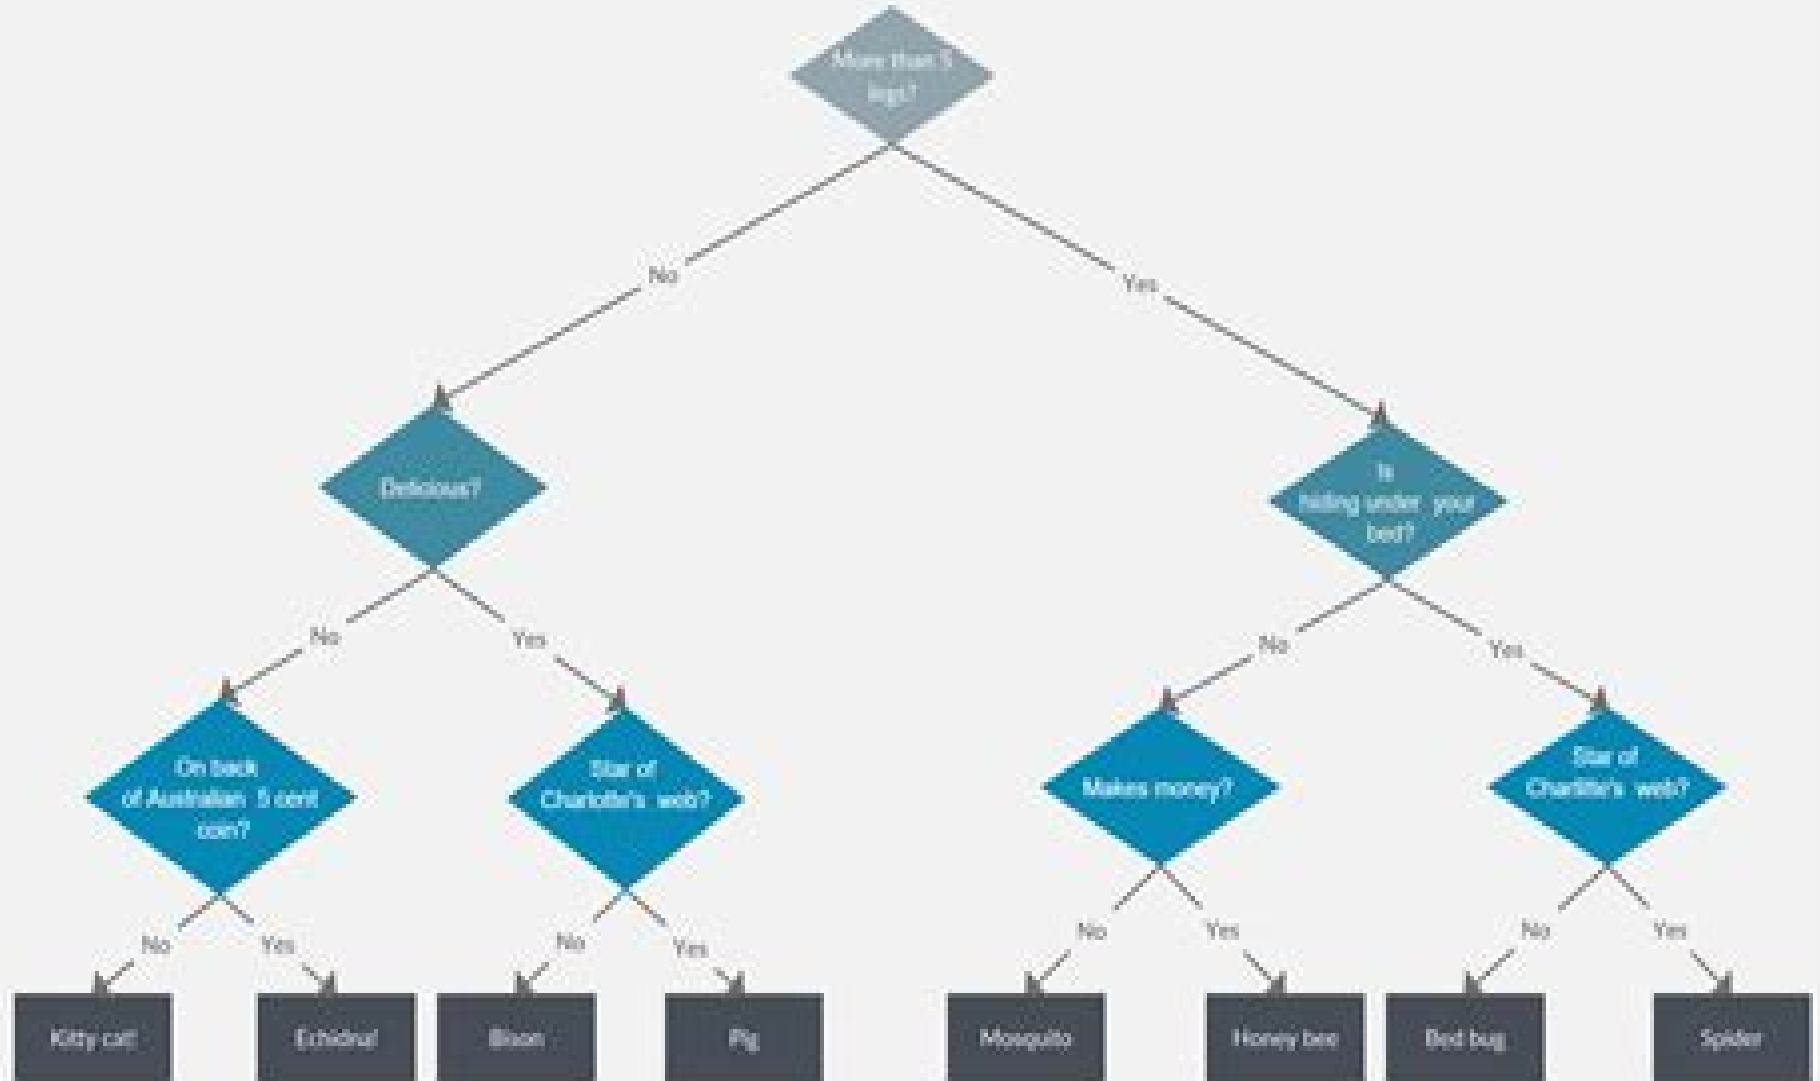 More than 5
legs?
No
Yes
Delicious?
Is
hiding under your
bed?
No
Yes
No
Yes
On back
of Australian 5 cent
coin?
Star of
Charlotte's web?
Makes money?
Star of
Charlitte's web?
No
Yes
No
Yes
No
Yes
No
Yes
Kitty cat!
Echidna!
Bison
Pig
Mosquito
Honey bee
Bed bug
Spider